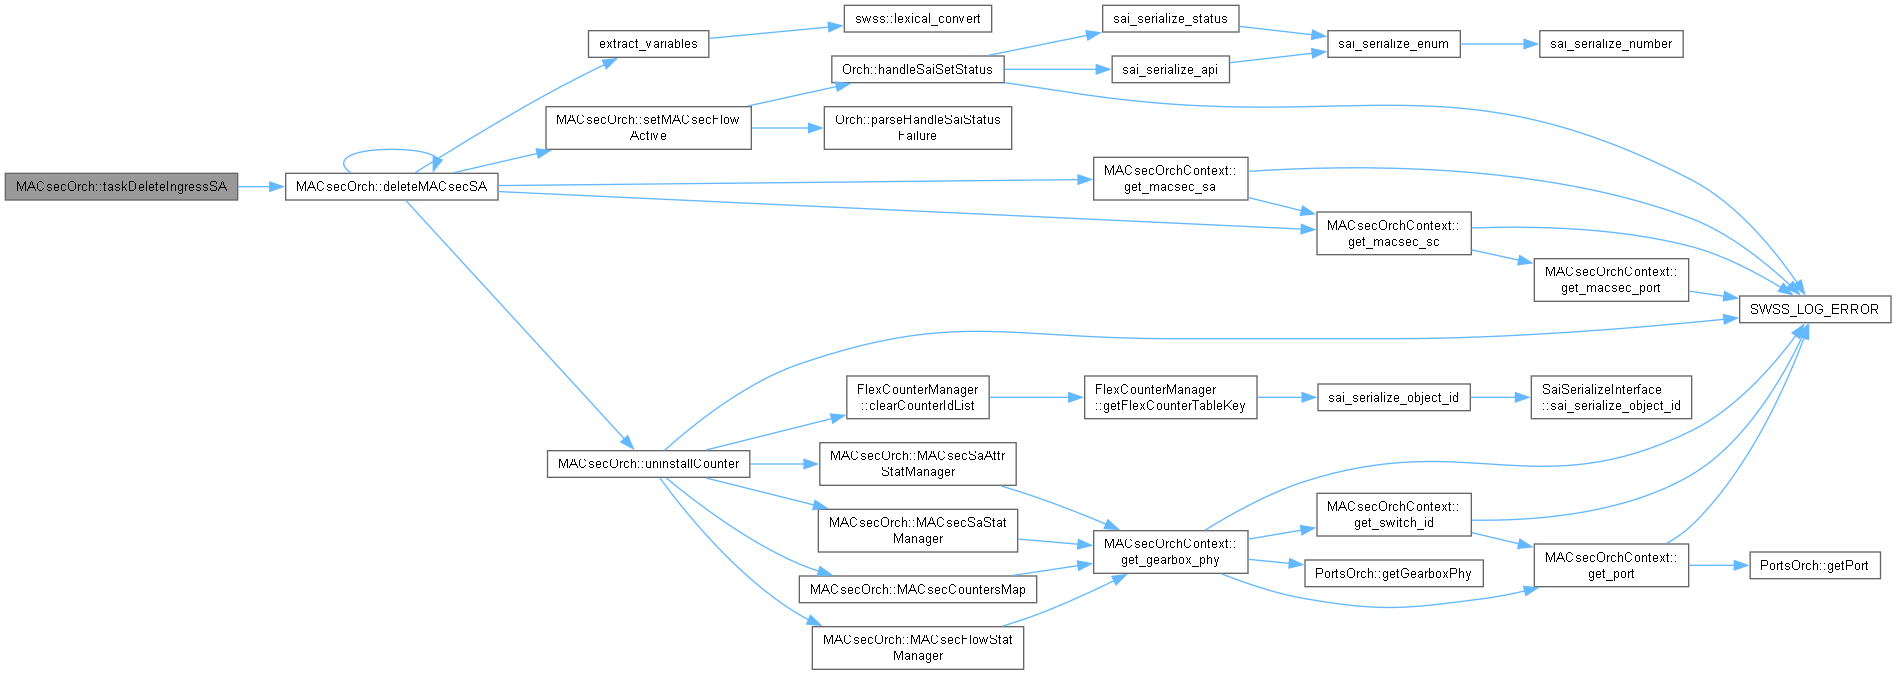 MACsecOrch::taskDeleteIngressSA
MACsecOrch::deleteMACsecSA
extract_variables
swss::lexical_convert
MACsecOrch::setMACsecFlow
Active
Orch::handleSaiSetStatus
sai_serialize_status
sai_serialize_api
sai_serialize_enum
sai_serialize_number
Orch::parseHandleSaiStatus
Failure
MACsecOrchContext::
get_macsec_sa
MACsecOrchContext::
get_macsec_sc
MACsecOrchContext::
get_macsec_port
SWSS_LOG_ERROR
MACsecOrch::uninstallCounter
FlexCounterManager
::clearCounterIdList
FlexCounterManager
::getFlexCounterTableKey
sai_serialize_object_id
SaiSerializeInterface
::sai_serialize_object_id
MACsecOrch::MACsecSaAttr
StatManager
MACsecOrch::MACsecSaStat
Manager
MACsecOrch::MACsecCountersMap
MACsecOrch::MACsecFlowStat
Manager
MACsecOrchContext::
get_gearbox_phy
MACsecOrchContext::
get_switch_id
PortsOrch::getGearboxPhy
MACsecOrchContext::
get_port
PortsOrch::getPort